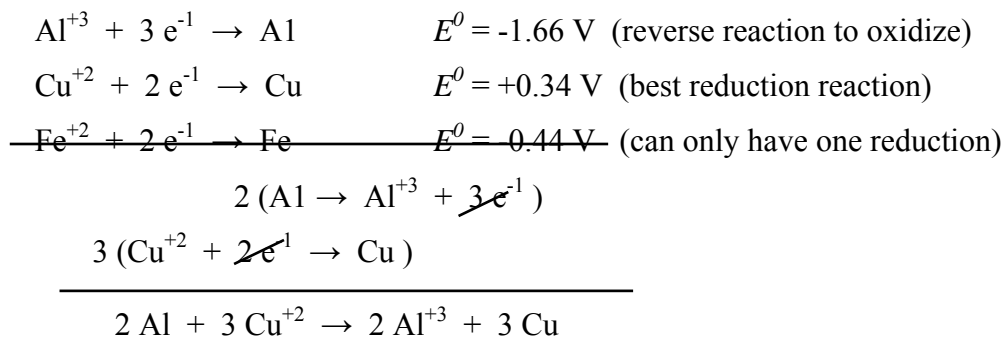 Al⁺³ + 3 e⁻¹ → Al E⁰ = -1.66 V (reverse reaction to oxidize)
Cu⁺² + 2 e⁻¹ → Cu E⁰ = +0.34 V (best reduction reaction)
Fe⁺² + 2 e⁻¹ → Fe E⁰ = -0.44 V (can only have one reduction)
2 (Al → Al⁺³ + 3 e⁻¹ )
3 (Cu⁺² + 2 e⁻¹ → Cu )
2 Al + 3 Cu⁺² → 2 Al⁺³ + 3 Cu